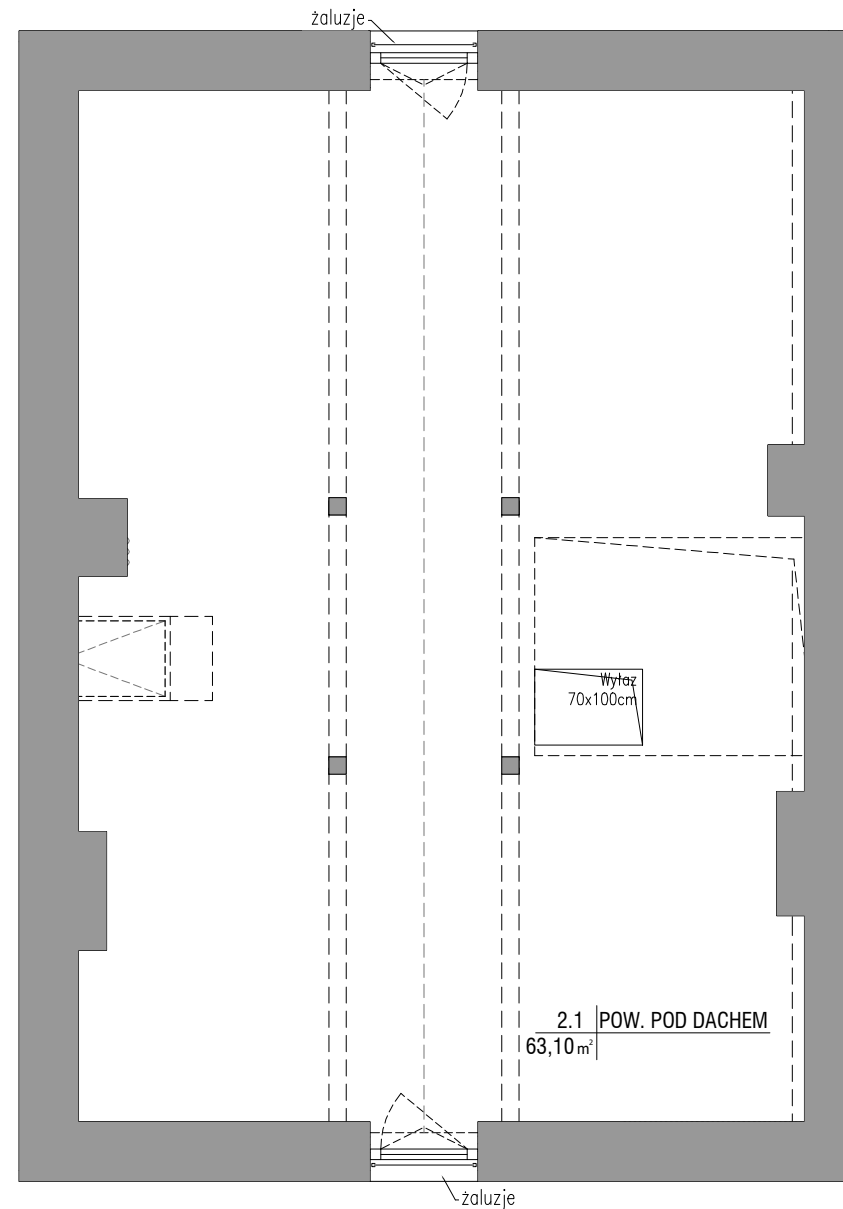 żaluzje
Wyłaz
70x100cm
2.1 POW. POD DACHEM
63,10 m²
żaluzje